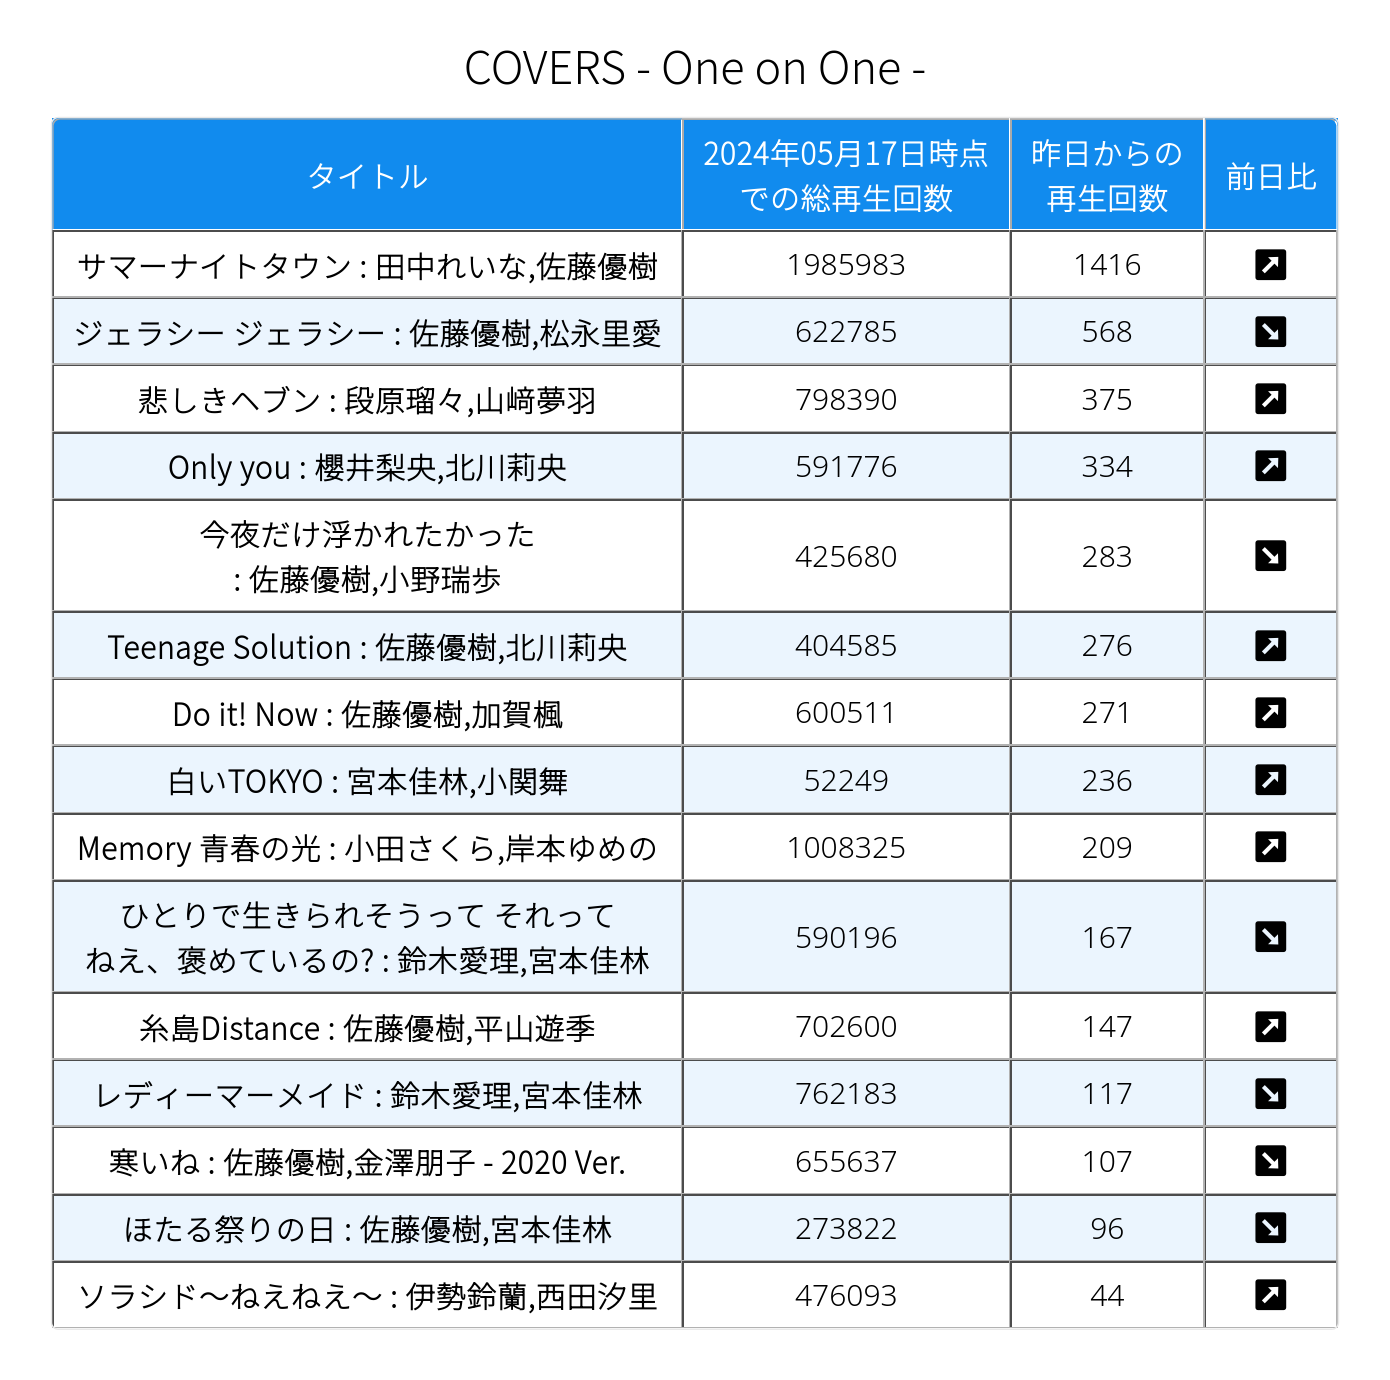 COVERS - One on One -
タイトル
2024年05月17日時点
での総再生回数
昨日からの
再生回数
前日比
サマーナイトタウン : 田中れいな,佐藤優樹
1985983
1416
ジェラシー ジェラシー : 佐藤優樹,松永里愛
622785
568
悲しきヘブン : 段原瑠々,山﨑夢羽
798390
375
Only you : 櫻井梨央,北川莉央
591776
334
今夜だけ浮かれたかった
: 佐藤優樹,小野瑞歩
425680
283
Teenage Solution : 佐藤優樹,北川莉央
404585
276
Do it! Now : 佐藤優樹,加賀楓
600511
271
白いTOKYO : 宮本佳林,小関舞
52249
236
Memory 青春の光 : 小田さくら,岸本ゆめの
1008325
209
ひとりで生きられそうって それって
ねえ、褒めているの? : 鈴木愛理,宮本佳林
590196
167
糸島Distance : 佐藤優樹,平山遊季
702600
147
レディーマーメイド : 鈴木愛理,宮本佳林
762183
117
寒いね : 佐藤優樹,金澤朋子 - 2020 Ver.
655637
107
ほたる祭りの日 : 佐藤優樹,宮本佳林
273822
96
ソラシド〜ねえねえ〜 : 伊勢鈴蘭,西田汐里
476093
44